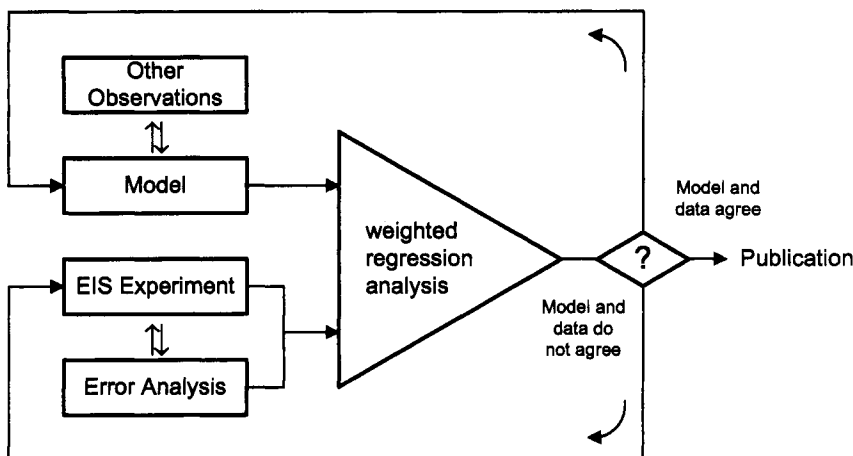 Other
Observations
Model
EIS Experiment
Error Analysis
weighted
regression
analysis
Model and
data agree
?
Publication
Model and
data do
not agree